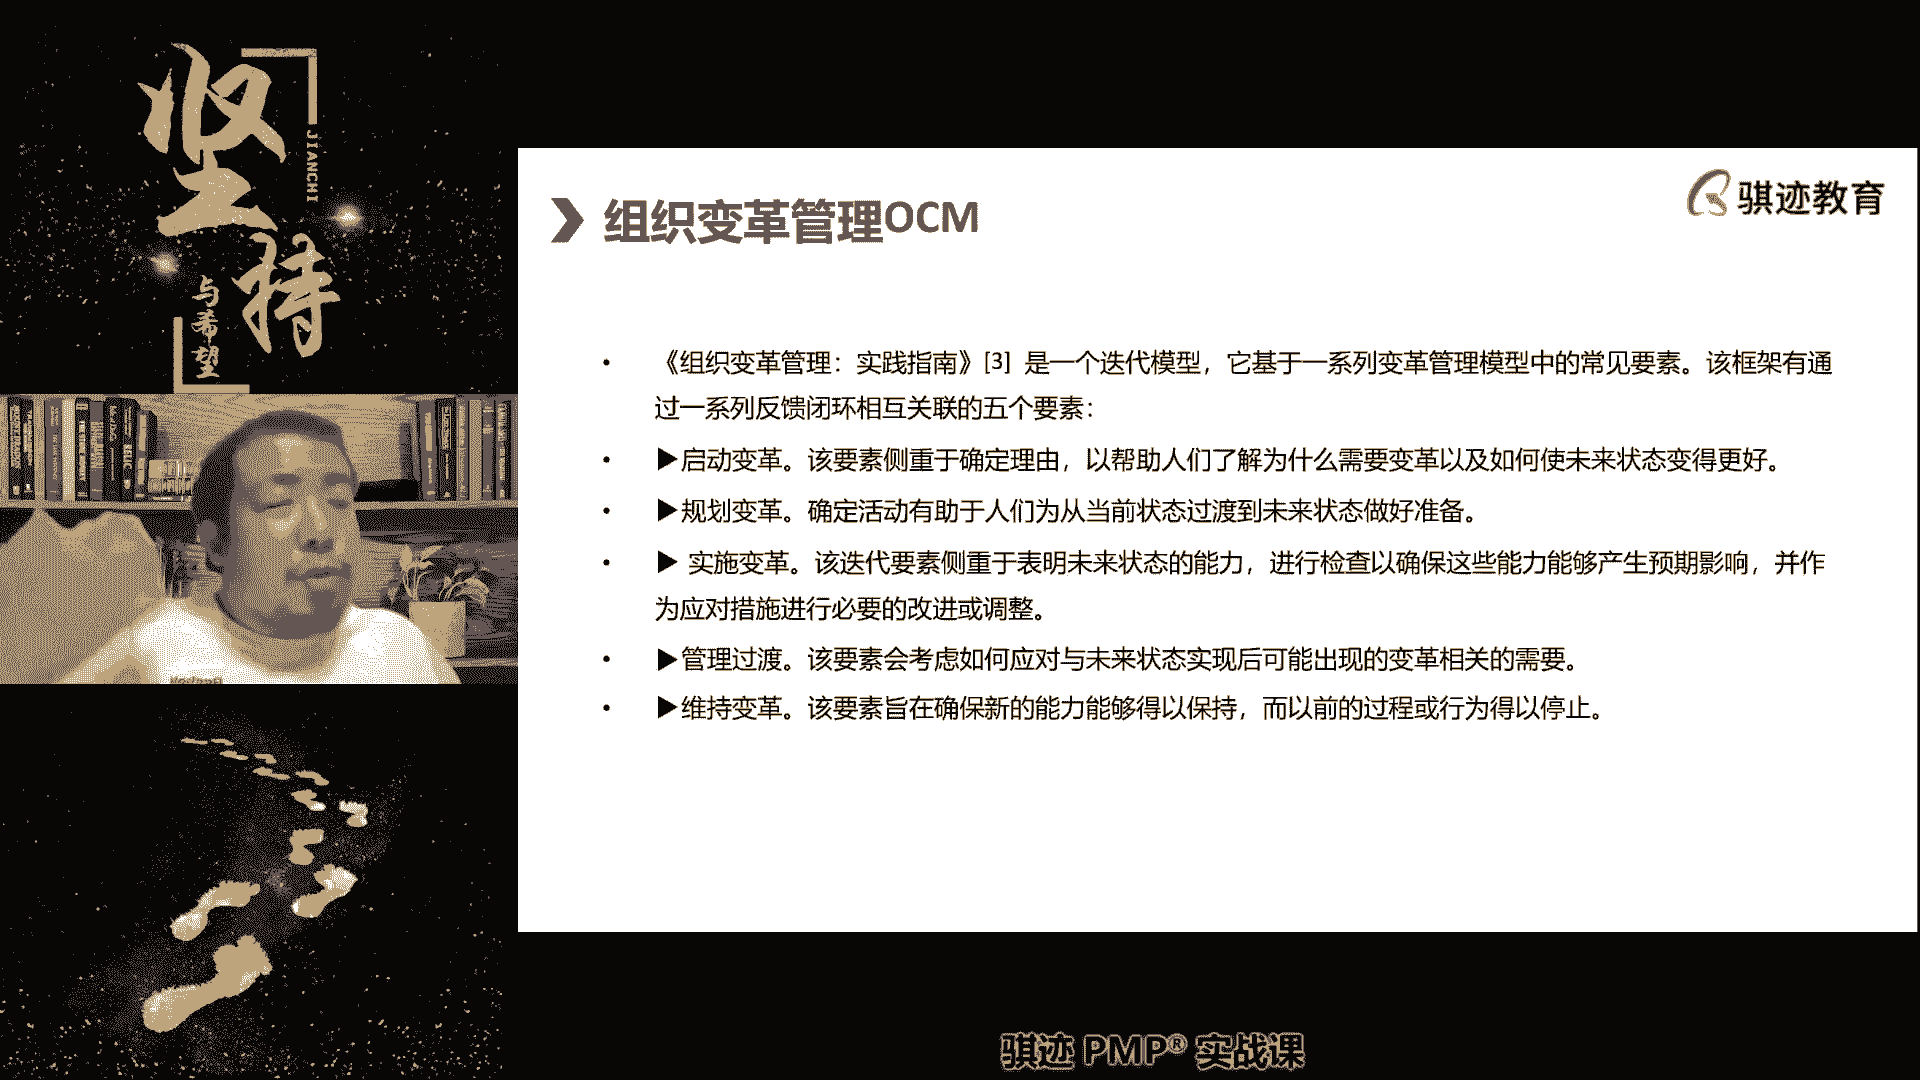 坚持
JIANCHI
与希望
骐迹教育
组织变革管理OCM
• 《组织变革管理：实践指南》[3] 是一个迭代模型，它基于一系列变革管理模型中的常见要素。该框架有通
过一系列反馈闭环相互关联的五个要素：
• ▶启动变革。该要素侧重于确定理由，以帮助人们了解为什么需要变革以及如何使未来状态变得更好。
• ▶规划变革。确定活动有助于人们为从当前状态过渡到未来状态做好准备。
• ▶ 实施变革。该迭代要素侧重于表明未来状态的能力，进行检查以确保这些能力能够产生预期影响，并作
为应对措施进行必要的改进或调整。
• ▶管理过渡。该要素会考虑如何应对与未来状态实现后可能出现的变革相关的需要。
• ▶维持变革。该要素旨在确保新的能力能够得以保持，而以前的过程或行为得以停止。
骐迹 PMP® 实战课